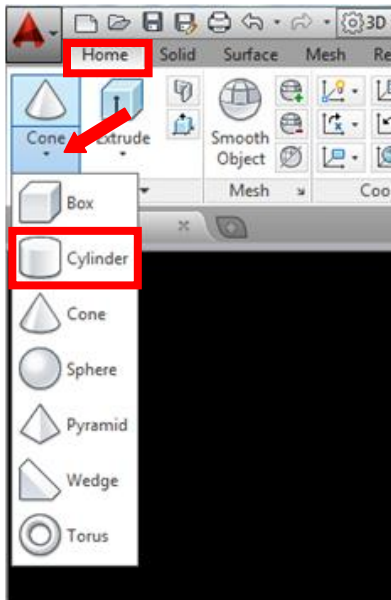 3D
Home Solid Surface Mesh Re
Cone Extrude Smooth Object
Mesh Coo
Box
Cylinder
Cone
Sphere
Pyramid
Wedge
Torus